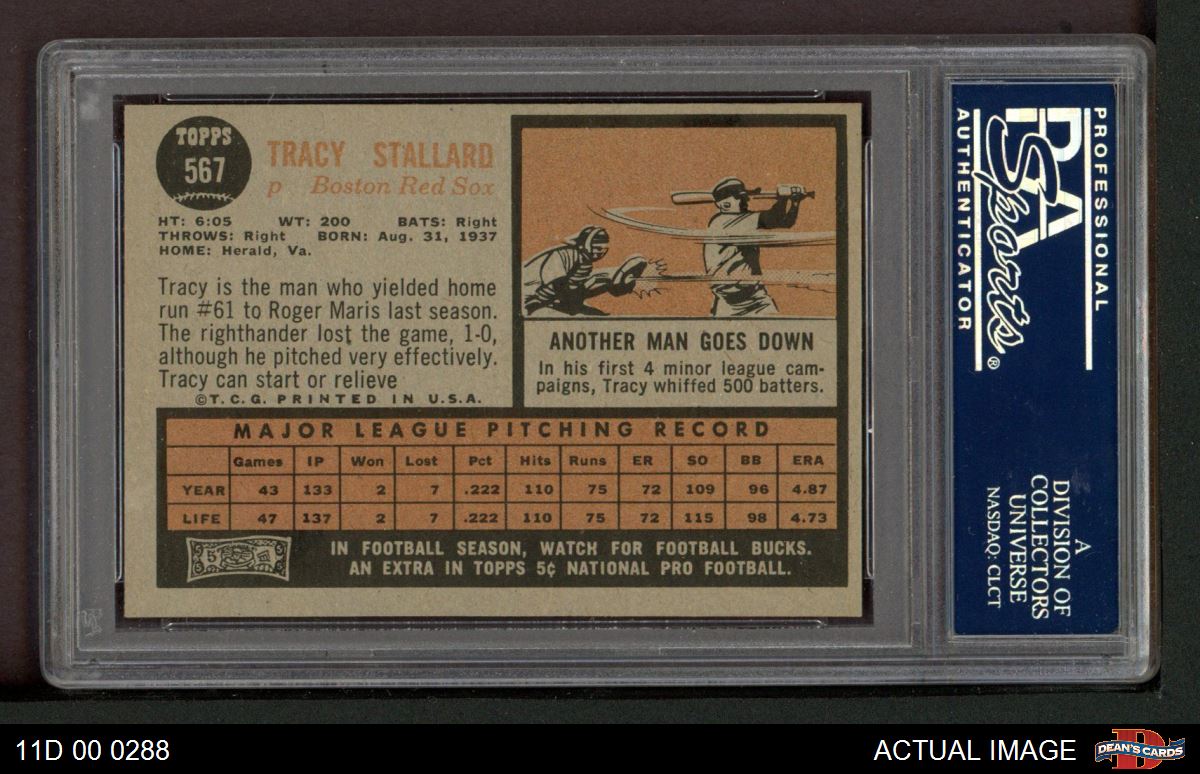 TOPPS
567
TRACY STALLARD
p Boston Red Sox
HT: 6:05 WT: 200 BATS: Right
THROWS: Right BORN: Aug. 31, 1937
HOME: Herald, Va.
Tracy is the man who yielded home
run #61 to Roger Maris last season.
The righthander lost the game, 1-0,
although he pitched very effectively.
Tracy can start or relieve
©T.C.G. PRINTED IN U.S.A.
ANOTHER MAN GOES DOWN
In his first 4 minor league cam-
paigns, Tracy whiffed 500 batters.
MAJOR LEAGUE PITCHING RECORD
Games IP Won Lost Pct Hits Runs ER SO BB ERA
YEAR 43 133 2 7 .222 110 75 72 109 96 4.87
LIFE 47 137 2 7 .222 110 75 72 115 98 4.73
5
IN FOOTBALL SEASON, WATCH FOR FOOTBALL BUCKS.
AN EXTRA IN TOPPS 5¢ NATIONAL PRO FOOTBALL.
PROFESSIONAL
PSA
Sports®
AUTHENTICATOR
A
DIVISION OF
COLLECTORS
UNIVERSE
NASDAQ: CLCT
11D 00 0288
ACTUAL IMAGE
D
DEAN'S CARDS